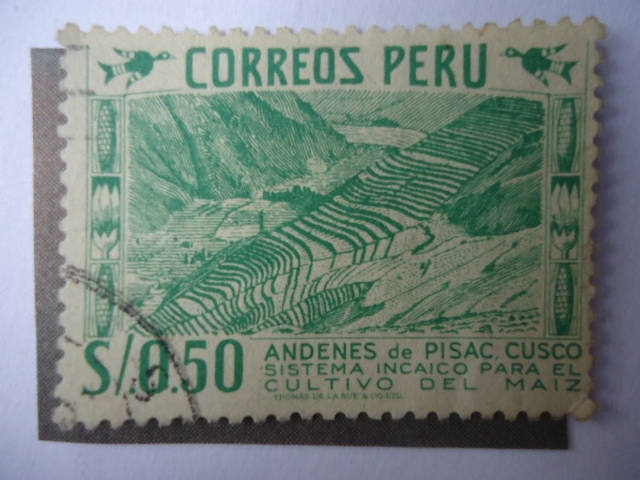 CORREOS PERU
S/0.50
ANDENES de PISAC, CUSCO
SISTEMA INCAICO PARA EL
CULTIVO DEL MAIZ
THOMAS DE LA RUE & CO. LTD.